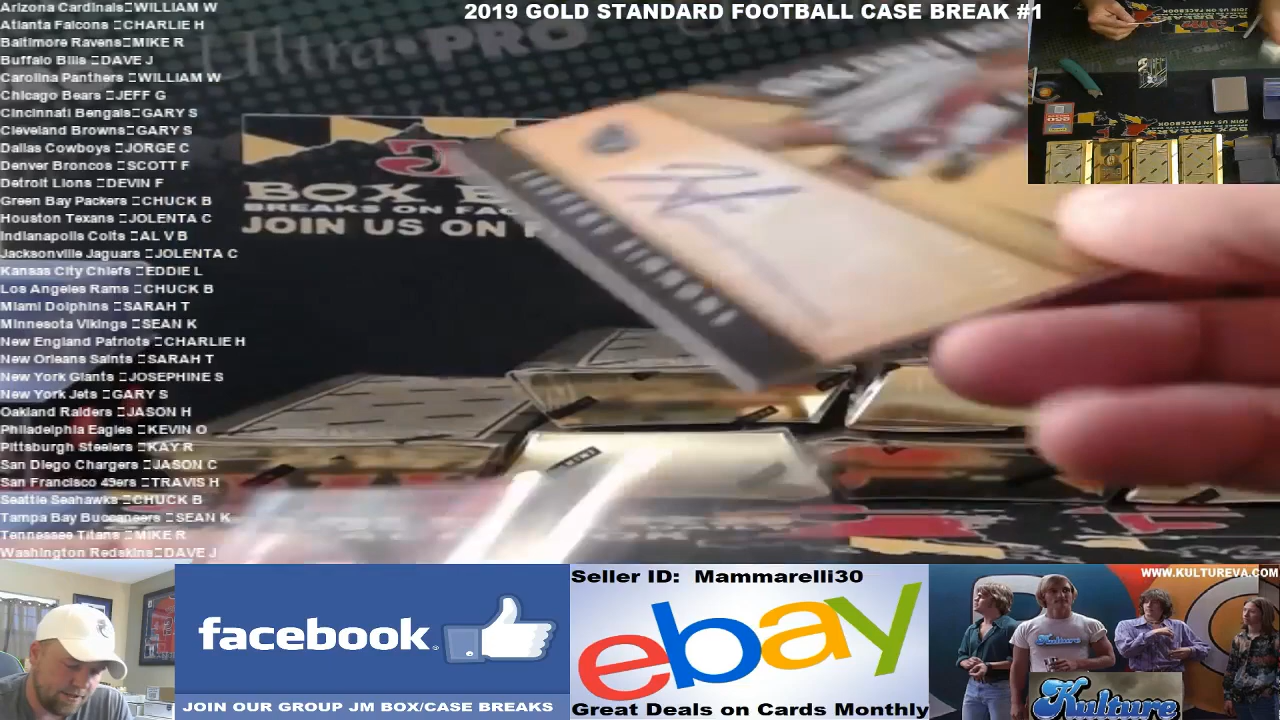 Arizona Cardinals WILLIAM W
Atlanta Falcons CHARLIE H
Baltimore Ravens MIKE R
Buffalo Bills DAVE J
Carolina Panthers WILLIAM W
Chicago Bears JEFF G
Cincinnati Bengals GARY S
Cleveland Browns GARY S
Dallas Cowboys JORGE C
Denver Broncos SCOTT F
Detroit Lions DEVIN F
Green Bay Packers CHUCK B
Houston Texans JOLENTA C
Indianapolis Colts AL V B
Jacksonville Jaguars JOLENTA C
Kansas City Chiefs EDDIE L
Los Angeles Rams CHUCK B
Miami Dolphins SARAH T
Minnesota Vikings SEAN K
New England Patriots CHARLIE H
New Orleans Saints SARAH T
New York Giants JOSEPHINE S
New York Jets GARY S
Oakland Raiders JASON H
Philadelphia Eagles KEVIN O
Pittsburgh Steelers KAY R
San Diego Chargers JASON C
San Francisco 49ers TRAVIS H
Seattle Seahawks CHUCK B
Tampa Bay Buccaneers SEAN K
Tennessee Titans MIKE R
Washington Redskins DAVE J
2019 GOLD STANDARD FOOTBALL CASE BREAK #1
Ultra PRO
BOX
BREAKS ON
JOIN US ON
facebook
JOIN OUR GROUP JM BOX/CASE BREAKS
Seller ID: Mammarelli30
ebay
Great Deals on Cards Monthly
WWW.KULTUREVA.COM
Kulture
Kulture